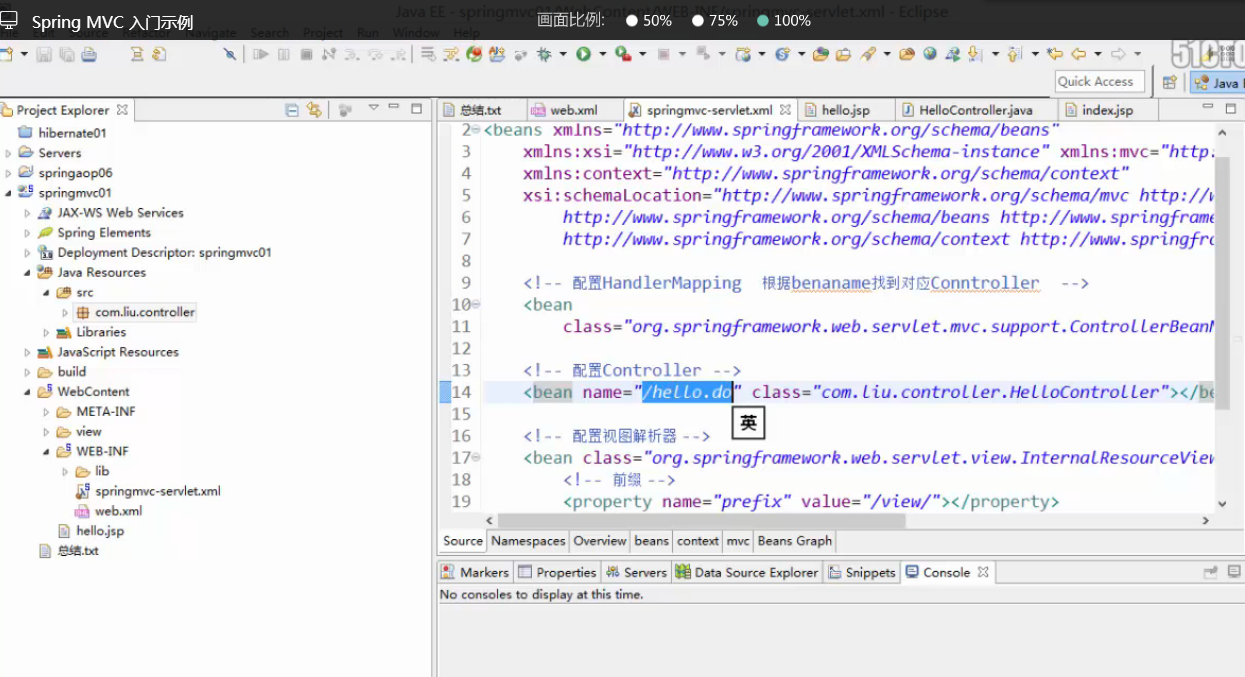 Java EE - springmvc01/WebContent/WEB-INF/springmvc-servlet.xml - Eclipse
Spring MVC 入门示例
画面比例: 50% 75% 100%
Navigate Search Project Run Window Help
51CTO
Quick Access
Java
Project Explorer
总结.txt web.xml springmvc-servlet.xml hello.jsp HelloController.java index.jsp
hibernate01
Servers
springaop06
springmvc01
JAX-WS Web Services
Spring Elements
Deployment Descriptor: springmvc01
Java Resources
src
com.liu.controller
Libraries
JavaScript Resources
build
WebContent
META-INF
view
WEB-INF
lib
springmvc-servlet.xml
web.xml
hello.jsp
总结.txt
2 <beans xmlns="http://www.springframework.org/schema/beans"
3 xmlns:xsi="http://www.w3.org/2001/XMLSchema-instance" xmlns:mvc="http:
4 xmlns:context="http://www.springframework.org/schema/context"
5 xsi:schemaLocation="http://www.springframework.org/schema/mvc http://w
6 http://www.springframework.org/schema/beans http://www.springframe
7 http://www.springframework.org/schema/context http://www.springfra
8
9 <!-- 配置HandlerMapping 根据benaname找到对应Conntroller -->
10 <bean
11 class="org.springframework.web.servlet.mvc.support.ControllerBeanN
12
13 <!-- 配置Controller -->
14 <bean name="/hello.do" class="com.liu.controller.HelloController"></be
15
英
16 <!-- 配置视图解析器 -->
17 <bean class="org.springframework.web.servlet.view.InternalResourceView
18 <!-- 前缀 -->
19 <property name="prefix" value="/view/"></property>
Source Namespaces Overview beans context mvc Beans Graph
Markers Properties Servers Data Source Explorer Snippets Console
No consoles to display at this time.